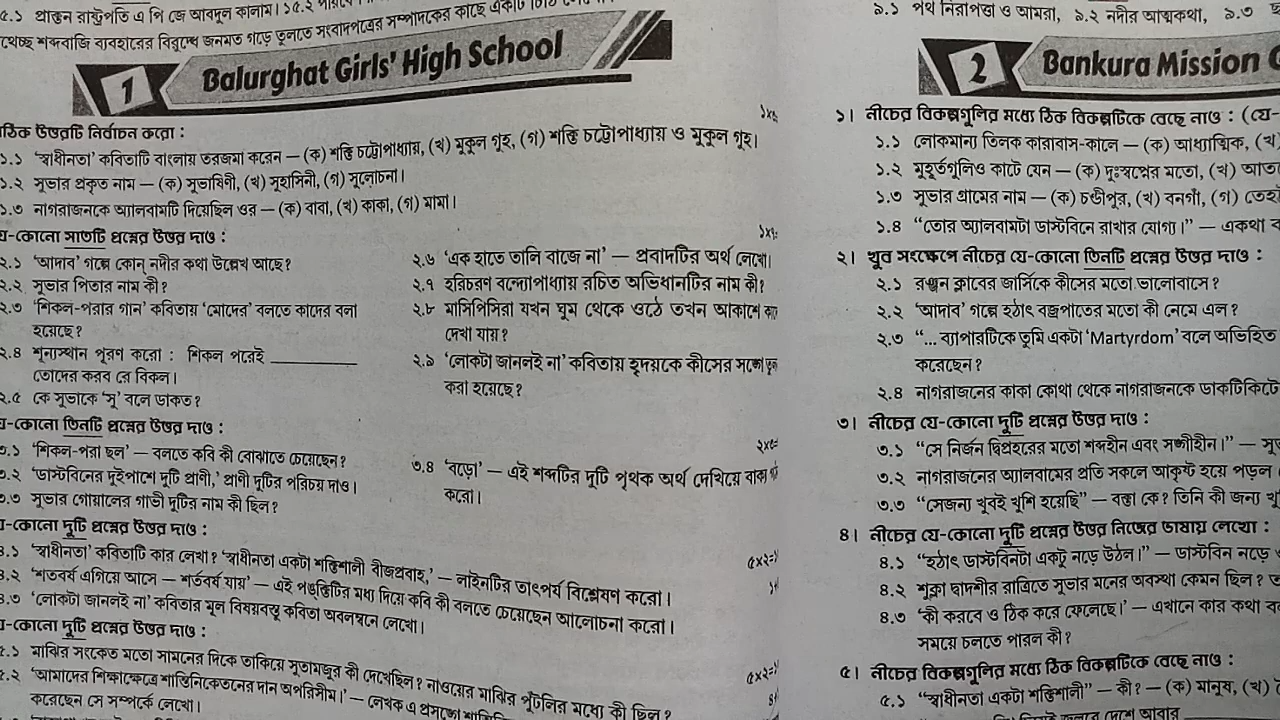 ৫.১ প্রাক্তন রাষ্ট্রপতি এ পি জে আবদুল কালাম। ১৫.২
যথেচ্ছ শব্দবাজি ব্যবহারের বিরুদ্ধে জনমত গড়ে তুলতে সংবাদপত্রের সম্পাদকের কাছে একটি চিঠি
1 Balurghat Girls' High School
ঠিক উত্তরটি নির্বাচন করো :
১.১ 'স্বাধীনতা' কবিতাটি বাংলায় তরজমা করেন — (ক) শক্তি চট্টোপাধ্যায়, (খ) মুকুল গুহ, (গ) শক্তি চট্টোপাধ্যায় ও মুকুল গুহ।
১.২ সুভার প্রকৃত নাম — (ক) সুভাষিণী, (খ) সুহাসিনী, (গ) সুলোচনা।
১.৩ নাগরাজনকে অ্যালবামটি দিয়েছিল ওর — (ক) বাবা, (খ) কাকা, (গ) মামা।
য-কোনো সাতটি প্রশ্নের উত্তর দাও :
২.১ 'আদাব' গল্পে কোন্ নদীর কথা উল্লেখ আছে?
২.২ সুভার পিতার নাম কী?
২.৩ 'শিকল-পরার গান' কবিতায় 'মোদের' বলতে কাদের বলা
হয়েছে?
২.৪ শূন্যস্থান পূরণ করো : শিকল পরেই ________
তোদের করব রে বিকল।
২.৫ কে সুভাকে 'সু' বলে ডাকত?
২.৬ 'এক হাতে তালি বাজে না' — প্রবাদটির অর্থ লেখো।
২.৭ হরিচরণ বন্দ্যোপাধ্যায় রচিত অভিধানটির নাম কী?
২.৮ মাসিপিসিরা যখন ঘুম থেকে ওঠে তখন আকাশে
দেখা যায়?
২.৯ 'লোকটা জানলই না' কবিতায় হৃদয়কে কীসের সঙ্গে
করা হয়েছে?
য-কোনো তিনটি প্রশ্নের উত্তর দাও :
৩.১ 'শিকল-পরা ছল' — বলতে কবি কী বোঝাতে চেয়েছেন?
৩.২ 'ডাস্টবিনের দুইপাশে দুটি প্রাণী,' প্রাণী দুটির পরিচয় দাও।
৩.৩ সুভার গোয়ালের গাভী দুটির নাম কী ছিল?
৩.৪ 'বড়ো' — এই শব্দটির দুটি পৃথক অর্থ দেখিয়ে বাক্য
করো।
য-কোনো দুটি প্রশ্নের উত্তর দাও :
৪.১ 'স্বাধীনতা' কবিতাটি কার লেখা? 'স্বাধীনতা একটা শক্তিশালী বীজপ্রবাহ,' — লাইনটির তাৎপর্য বিশ্লেষণ করো।
৪.২ 'শতবর্ষ এগিয়ে আসে — শতবর্ষ যায়' — এই পঙ্‌ক্তিটির মধ্য দিয়ে কবি কী বলতে চেয়েছেন আলোচনা করো।
৪.৩ 'লোকটা জানলই না' কবিতার মূল বিষয়বস্তু কবিতা অবলম্বনে লেখো।
য-কোনো দুটি প্রশ্নের উত্তর দাও :
৫.১ মাঝির সংকেত মতো সামনের দিকে তাকিয়ে সুতামজুর কী দেখেছিল? নাওয়ের মাঝির পুঁটলির মধ্যে কী ছিল?
৫.২ 'আমাদের শিক্ষাক্ষেত্রে শান্তিনিকেতনের দান অপরিসীম।' — লেখক এ প্রসঙ্গে
করেছেন সে সম্পর্কে লেখো।
৯.১ পথ নিরাপত্তা ও আমরা, ৯.২ নদীর আত্মকথা, ৯.৩
2 Bankura Mission
১। নীচের বিকল্পগুলির মধ্যে ঠিক বিকল্পটিকে বেছে নাও : (যে-
১.১ লোকমান্য তিলক কারাবাস-কালে — (ক) আধ্যাত্মিক, (খ)
১.২ মুহূর্তগুলিও কাটে যেন — (ক) দুঃস্বপ্নের মতো, (খ)
১.৩ সুভার গ্রামের নাম — (ক) চণ্ডীপুর, (খ) বনগাঁ, (গ)
১.৪ "তোর অ্যালবামটা ডাস্টবিনে রাখার যোগ্য।" — একথা
২। খুব সংক্ষেপে নীচের যে-কোনো তিনটি প্রশ্নের উত্তর দাও :
২.১ রঞ্জন ক্লাবের জার্সিকে কীসের মতো ভালোবাসে?
২.২ 'আদাব' গল্পে হঠাৎ বজ্রপাতের মতো কী নেমে এল?
২.৩ "... ব্যাপারটিকে তুমি একটা 'Martyrdom' বলে অভিহিত
করেছেন?
২.৪ নাগরাজনের কাকা কোথা থেকে নাগরাজনকে ডাকটিকিটে
৩। নীচের যে-কোনো দুটি প্রশ্নের উত্তর দাও :
৩.১ "সে নির্জন দ্বিপ্রহরের মতো শব্দহীন এবং সঙ্গীহীন।" —
৩.২ নাগরাজনের অ্যালবামের প্রতি সকলে আকৃষ্ট হয়ে পড়ল
৩.৩ "সেজন্য খুবই খুশি হয়েছি" — বক্তা কে? তিনি কী জন্য
৪। নীচের যে-কোনো দুটি প্রশ্নের উত্তর নিজের ভাষায় লেখো :
৪.১ "হঠাৎ ডাস্টবিনটা একটু নড়ে উঠল।" — ডাস্টবিন নড়ে
৪.২ শুক্লা দ্বাদশীর রাত্রিতে সুভার মনের অবস্থা কেমন ছিল?
৪.৩ 'কী করবে ও ঠিক করে ফেলেছে।' — এখানে কার কথা
সময়ে চলতে পারল কী?
৫। নীচের বিকল্পগুলির মধ্যে ঠিক বিকল্পটিকে বেছে নাও :
৫.১ "স্বাধীনতা একটা শক্তিশালী" — কী? — (ক) মানুষ, (খ)